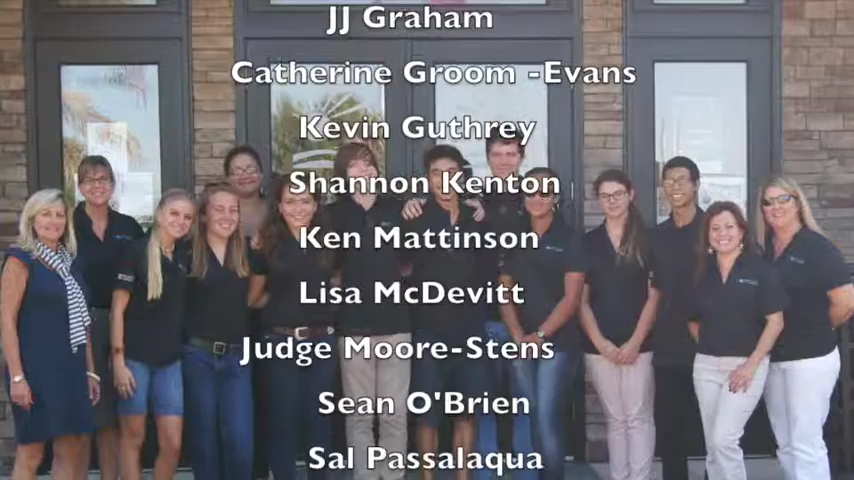 JJ Graham
Catherine Groom -Evans
Kevin Guthrey
Shannon Kenton
Ken Mattinson
Lisa McDevitt
Judge Moore-Stens
Sean O'Brien
Sal Passalaqua